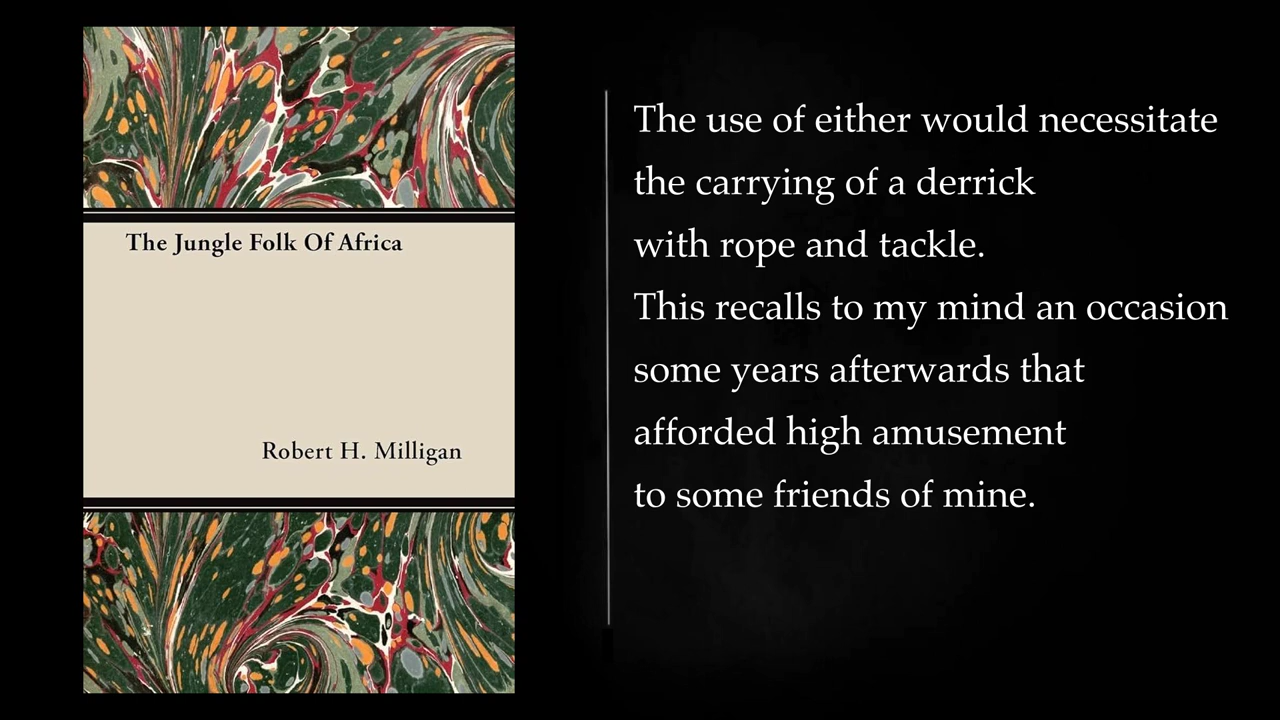 The Jungle Folk Of Africa
Robert H. Milligan
The use of either would necessitate
the carrying of a derrick
with rope and tackle.
This recalls to my mind an occasion
some years afterwards that
afforded high amusement
to some friends of mine.